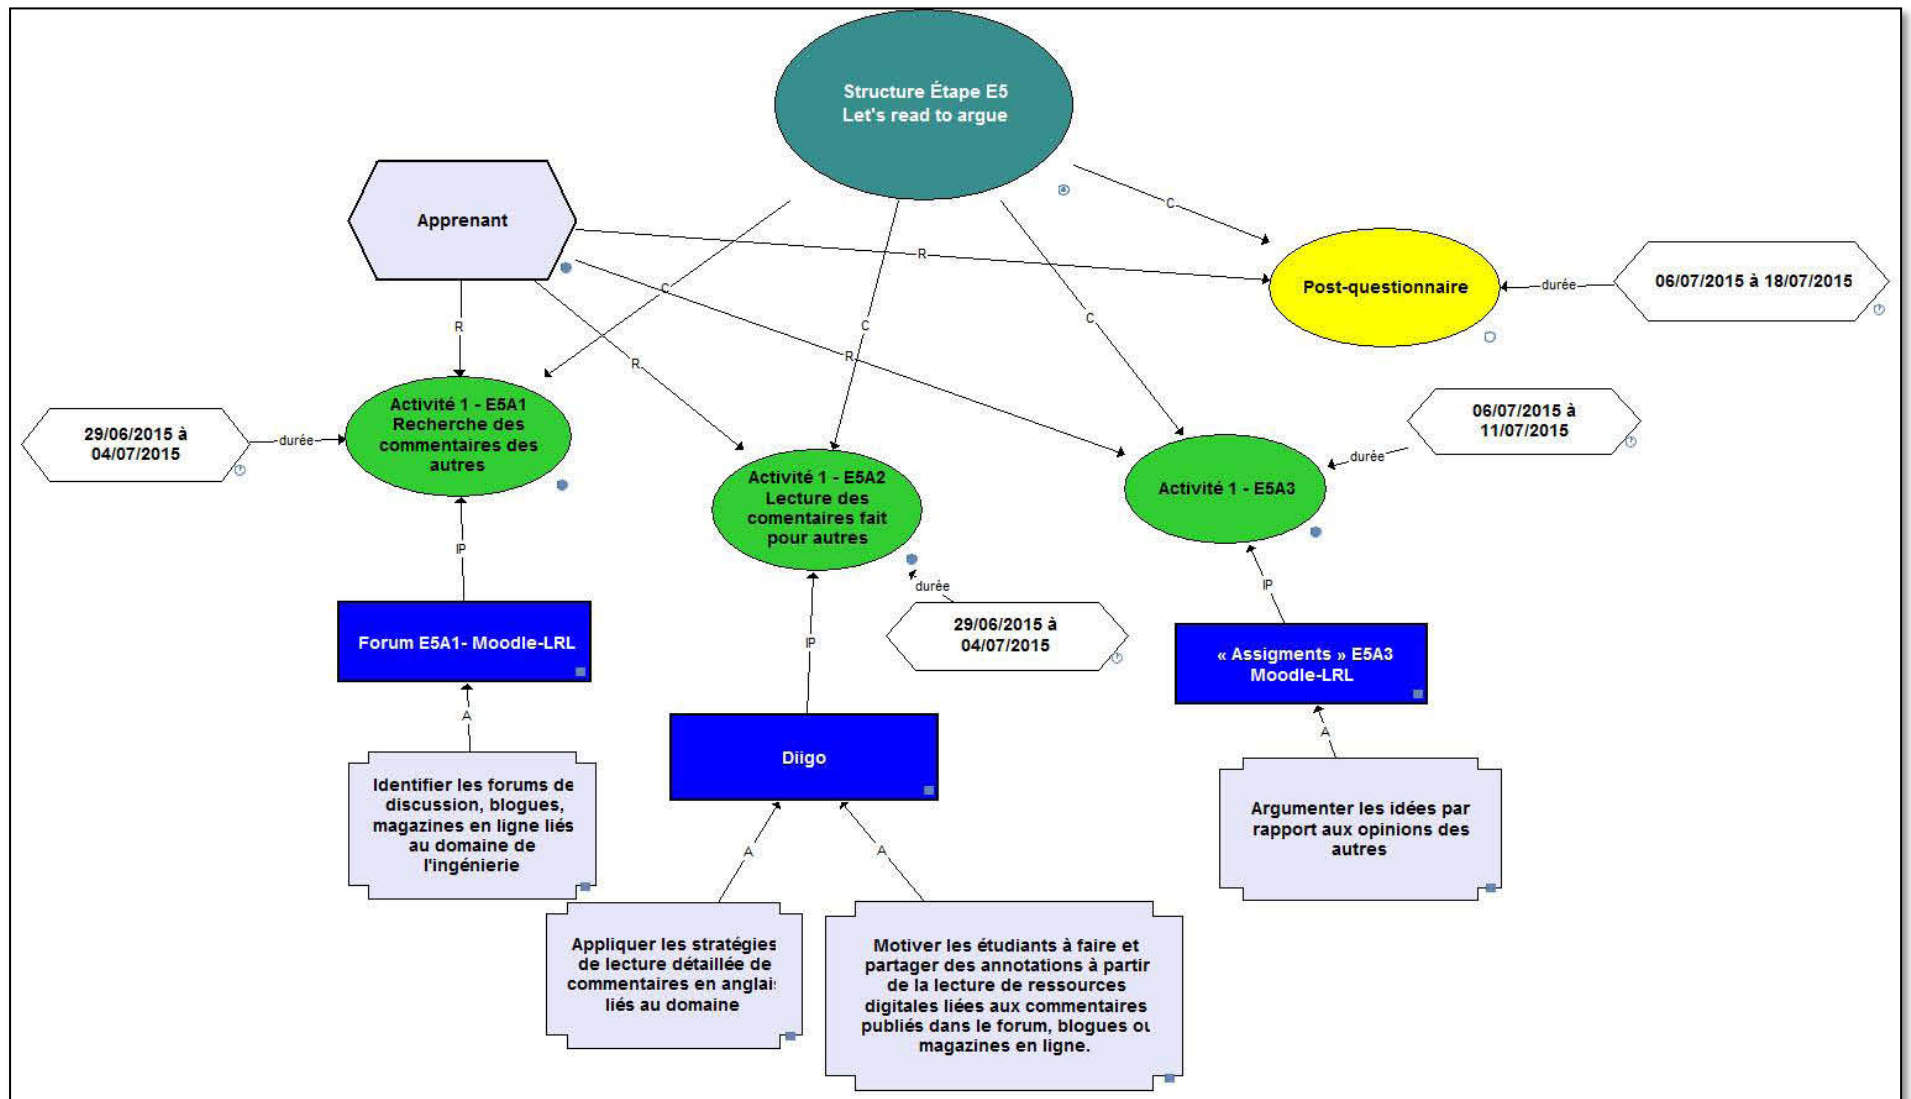 Structure Étape E5
Let's read to argue
Apprenant
C
R
Post-questionnaire
durée
06/07/2015 à 18/07/2015
C
R
C
C
R
R
29/06/2015 à
04/07/2015
durée
Activité 1 - E5A1
Recherche des
commentaires des
autres
Activité 1 - E5A2
Lecture des
comentaires fait
pour autres
Activité 1 - E5A3
durée
06/07/2015 à
11/07/2015
IP
IP
IP
durée
29/06/2015 à
04/07/2015
Forum E5A1- Moodle-LRL
« Assigments » E5A3
Moodle-LRL
A
Diigo
A
Identifier les forums de
discussion, blogues,
magazines en ligne liés
au domaine de
l'ingénierie
Argumenter les idées par
rapport aux opinions des
autres
A
A
Appliquer les stratégies
de lecture détaillée de
commentaires en anglais
liés au domaine
Motiver les étudiants à faire et
partager des annotations à partir
de la lecture de ressources
digitales liées aux commentaires
publiés dans le forum, blogues ou
magazines en ligne.